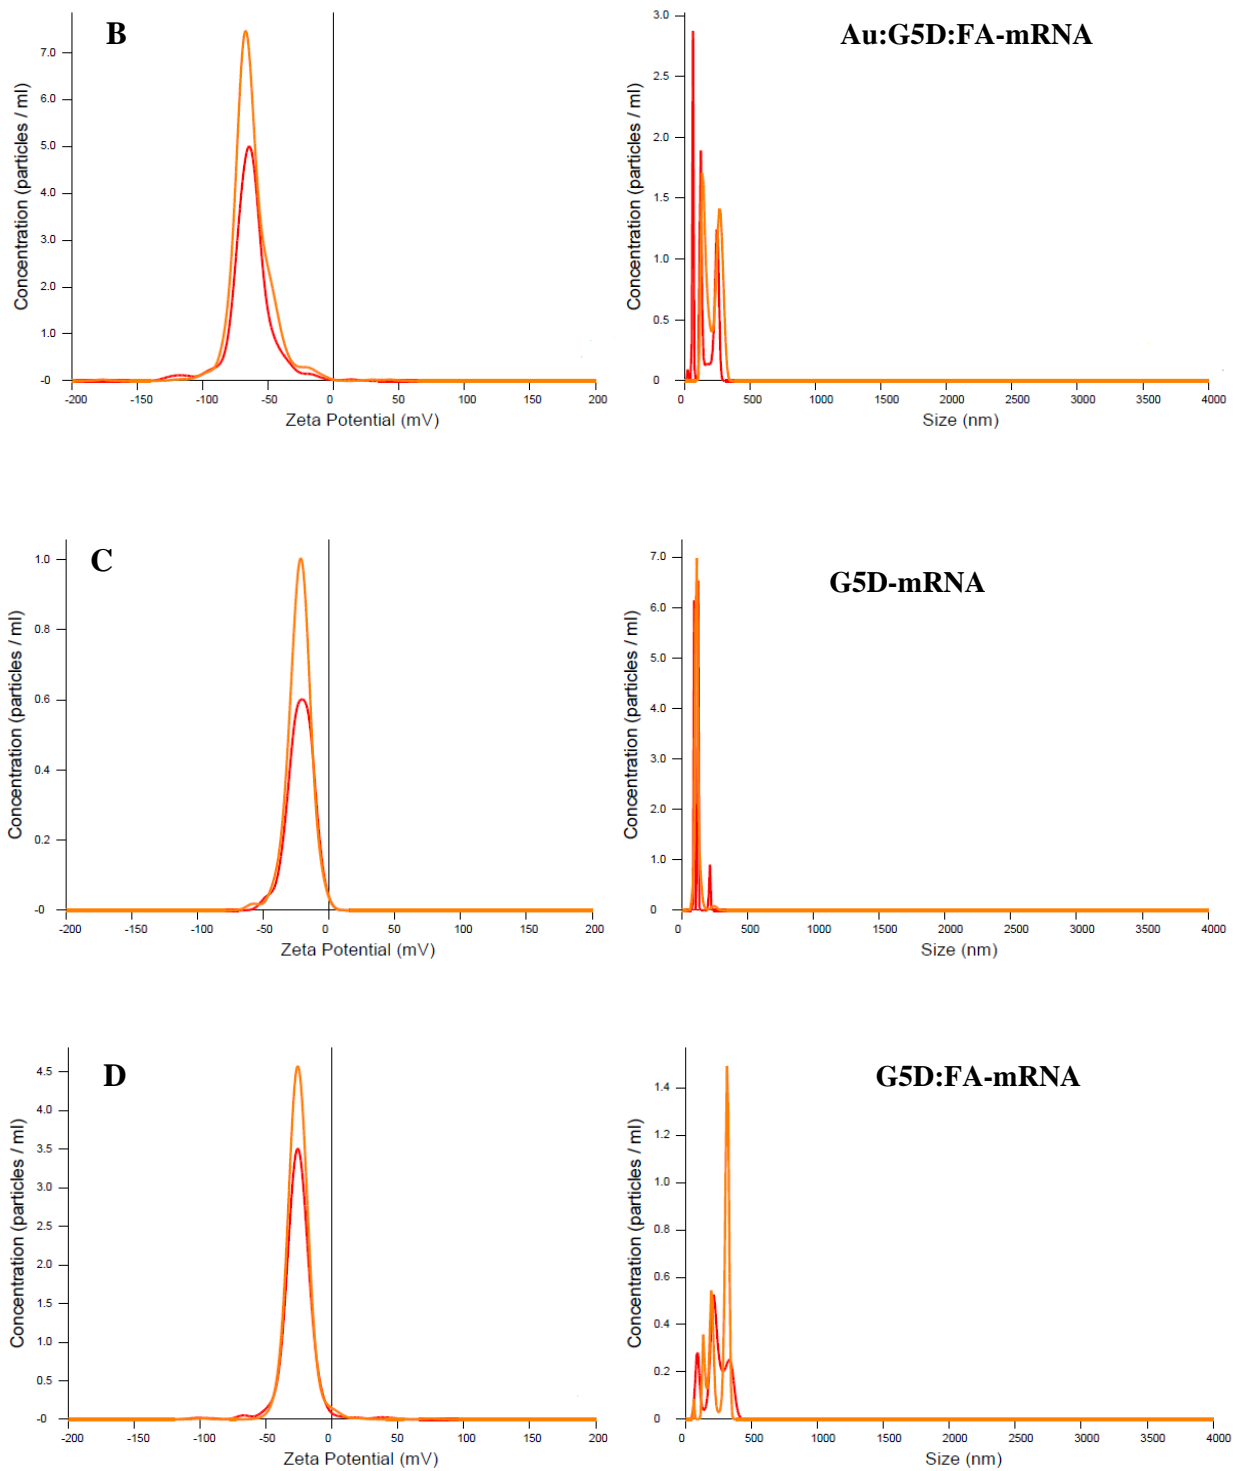 B
Concentration (particles / ml)
7.0
6.0
5.0
4.0
3.0
2.0
1.0
-0
-200 -150 -100 -50 0 50 100 150 200
Zeta Potential (mV)
Au:G5D:FA-mRNA
Concentration (particles / ml)
3.0
2.5
2.0
1.5
1.0
0.5
0
0 500 1000 1500 2000 2500 3000 3500 4000
Size (nm)
C
Concentration (particles / ml)
1.0
0.8
0.6
0.4
0.2
-0
-200 -150 -100 -50 0 50 100 150 200
Zeta Potential (mV)
G5D-mRNA
Concentration (particles / ml)
7.0
6.0
5.0
4.0
3.0
2.0
1.0
0
0 500 1000 1500 2000 2500 3000 3500 4000
Size (nm)
D
Concentration (particles / ml)
4.5
4.0
3.5
3.0
2.5
2.0
1.5
1.0
0.5
-0
-200 -150 -100 -50 0 50 100 150 200
Zeta Potential (mV)
G5D:FA-mRNA
Concentration (particles / ml)
1.4
1.2
1.0
0.8
0.6
0.4
0.2
0
0 500 1000 1500 2000 2500 3000 3500 4000
Size (nm)